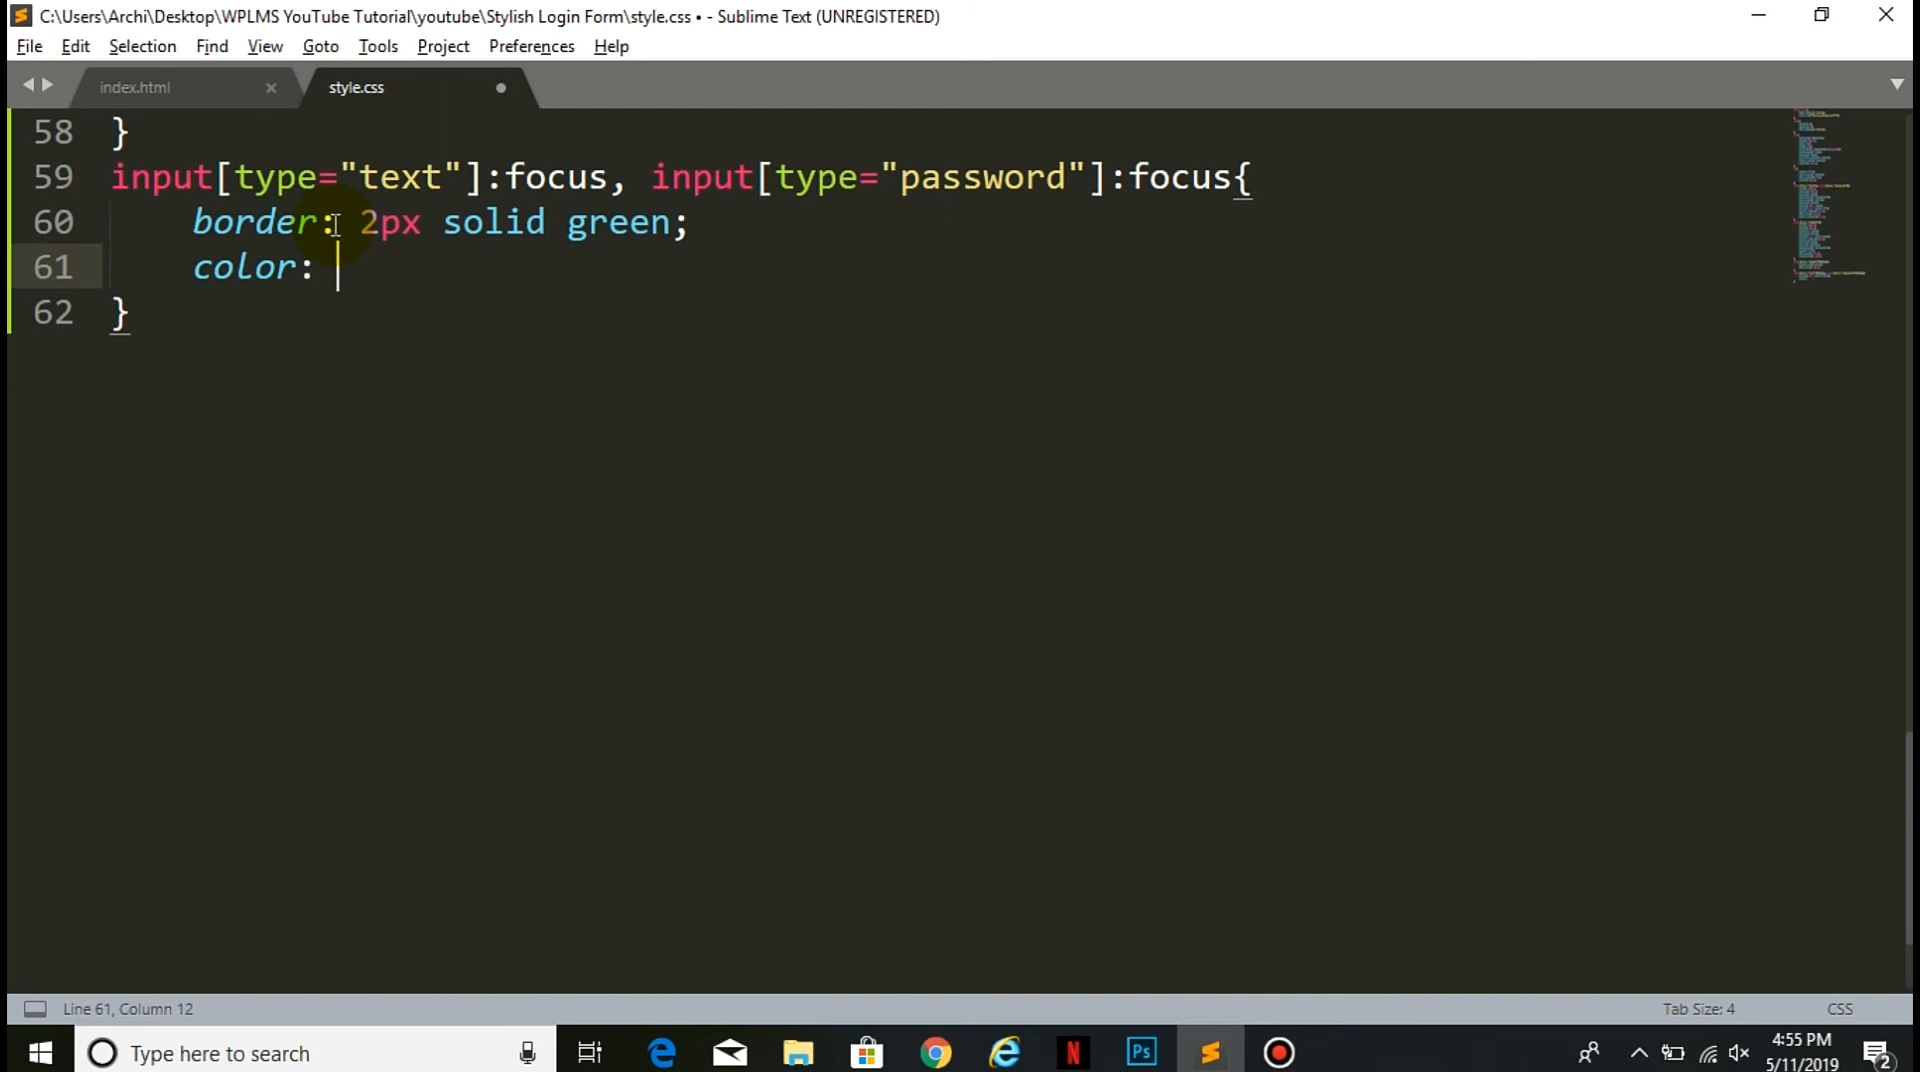 C:\Users\Archi\Desktop\WPLMS YouTube Tutorial\youtube\Stylish Login Form\style.css • - Sublime Text (UNREGISTERED)
File Edit Selection Find View Goto Tools Project Preferences Help
index.html × style.css
58 }
59 input[type="text"]:focus, input[type="password"]:focus{
60 border: 2px solid green;
61 color:
62 }
Line 61, Column 12 Tab Size: 4 CSS
Type here to search
4:55 PM
5/11/2019
2